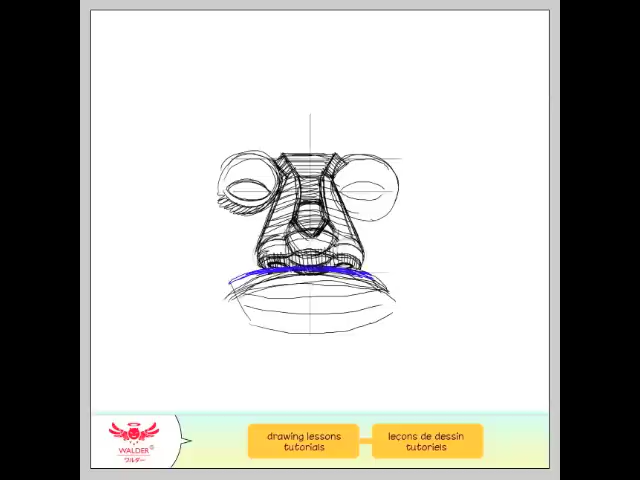 WALDER®
ワルダー
drawing lessons
tutorials
leçons de dessin
tutoriels